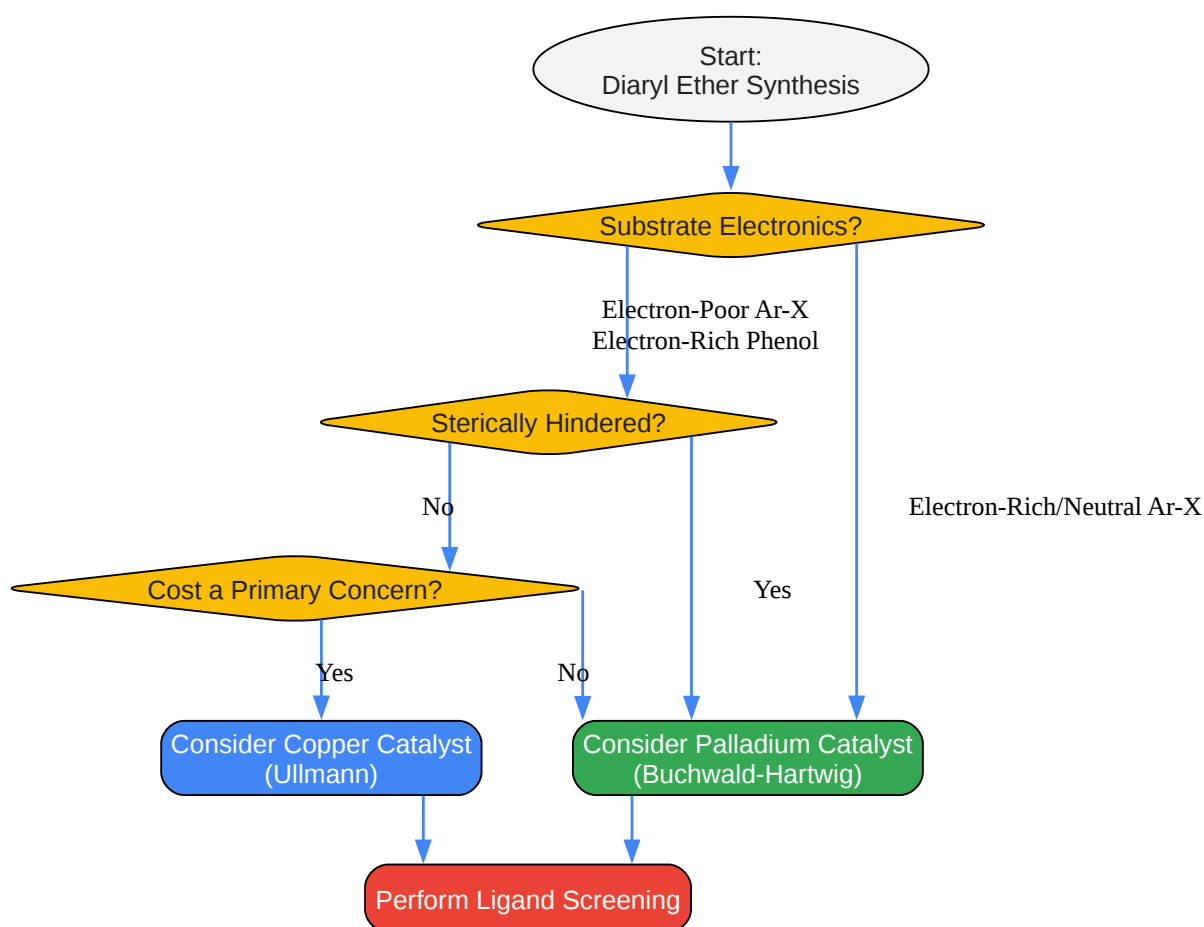 Start:
Diaryl Ether Synthesis
Substrate Electronics?
Electron-Poor Ar-X
Electron-Rich Phenol
Sterically Hindered?
No
Electron-Rich/Neutral Ar-X
Cost a Primary Concern?
Yes
Yes
No
Consider Copper Catalyst
(Ullmann)
Consider Palladium Catalyst
(Buchwald-Hartwig)
Perform Ligand Screening